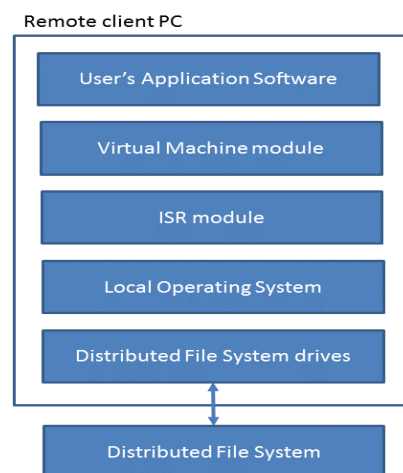 Remote client PC
User's Application Software
Virtual Machine module
ISR module
Local Operating System
Distributed File System drives
Distributed File System